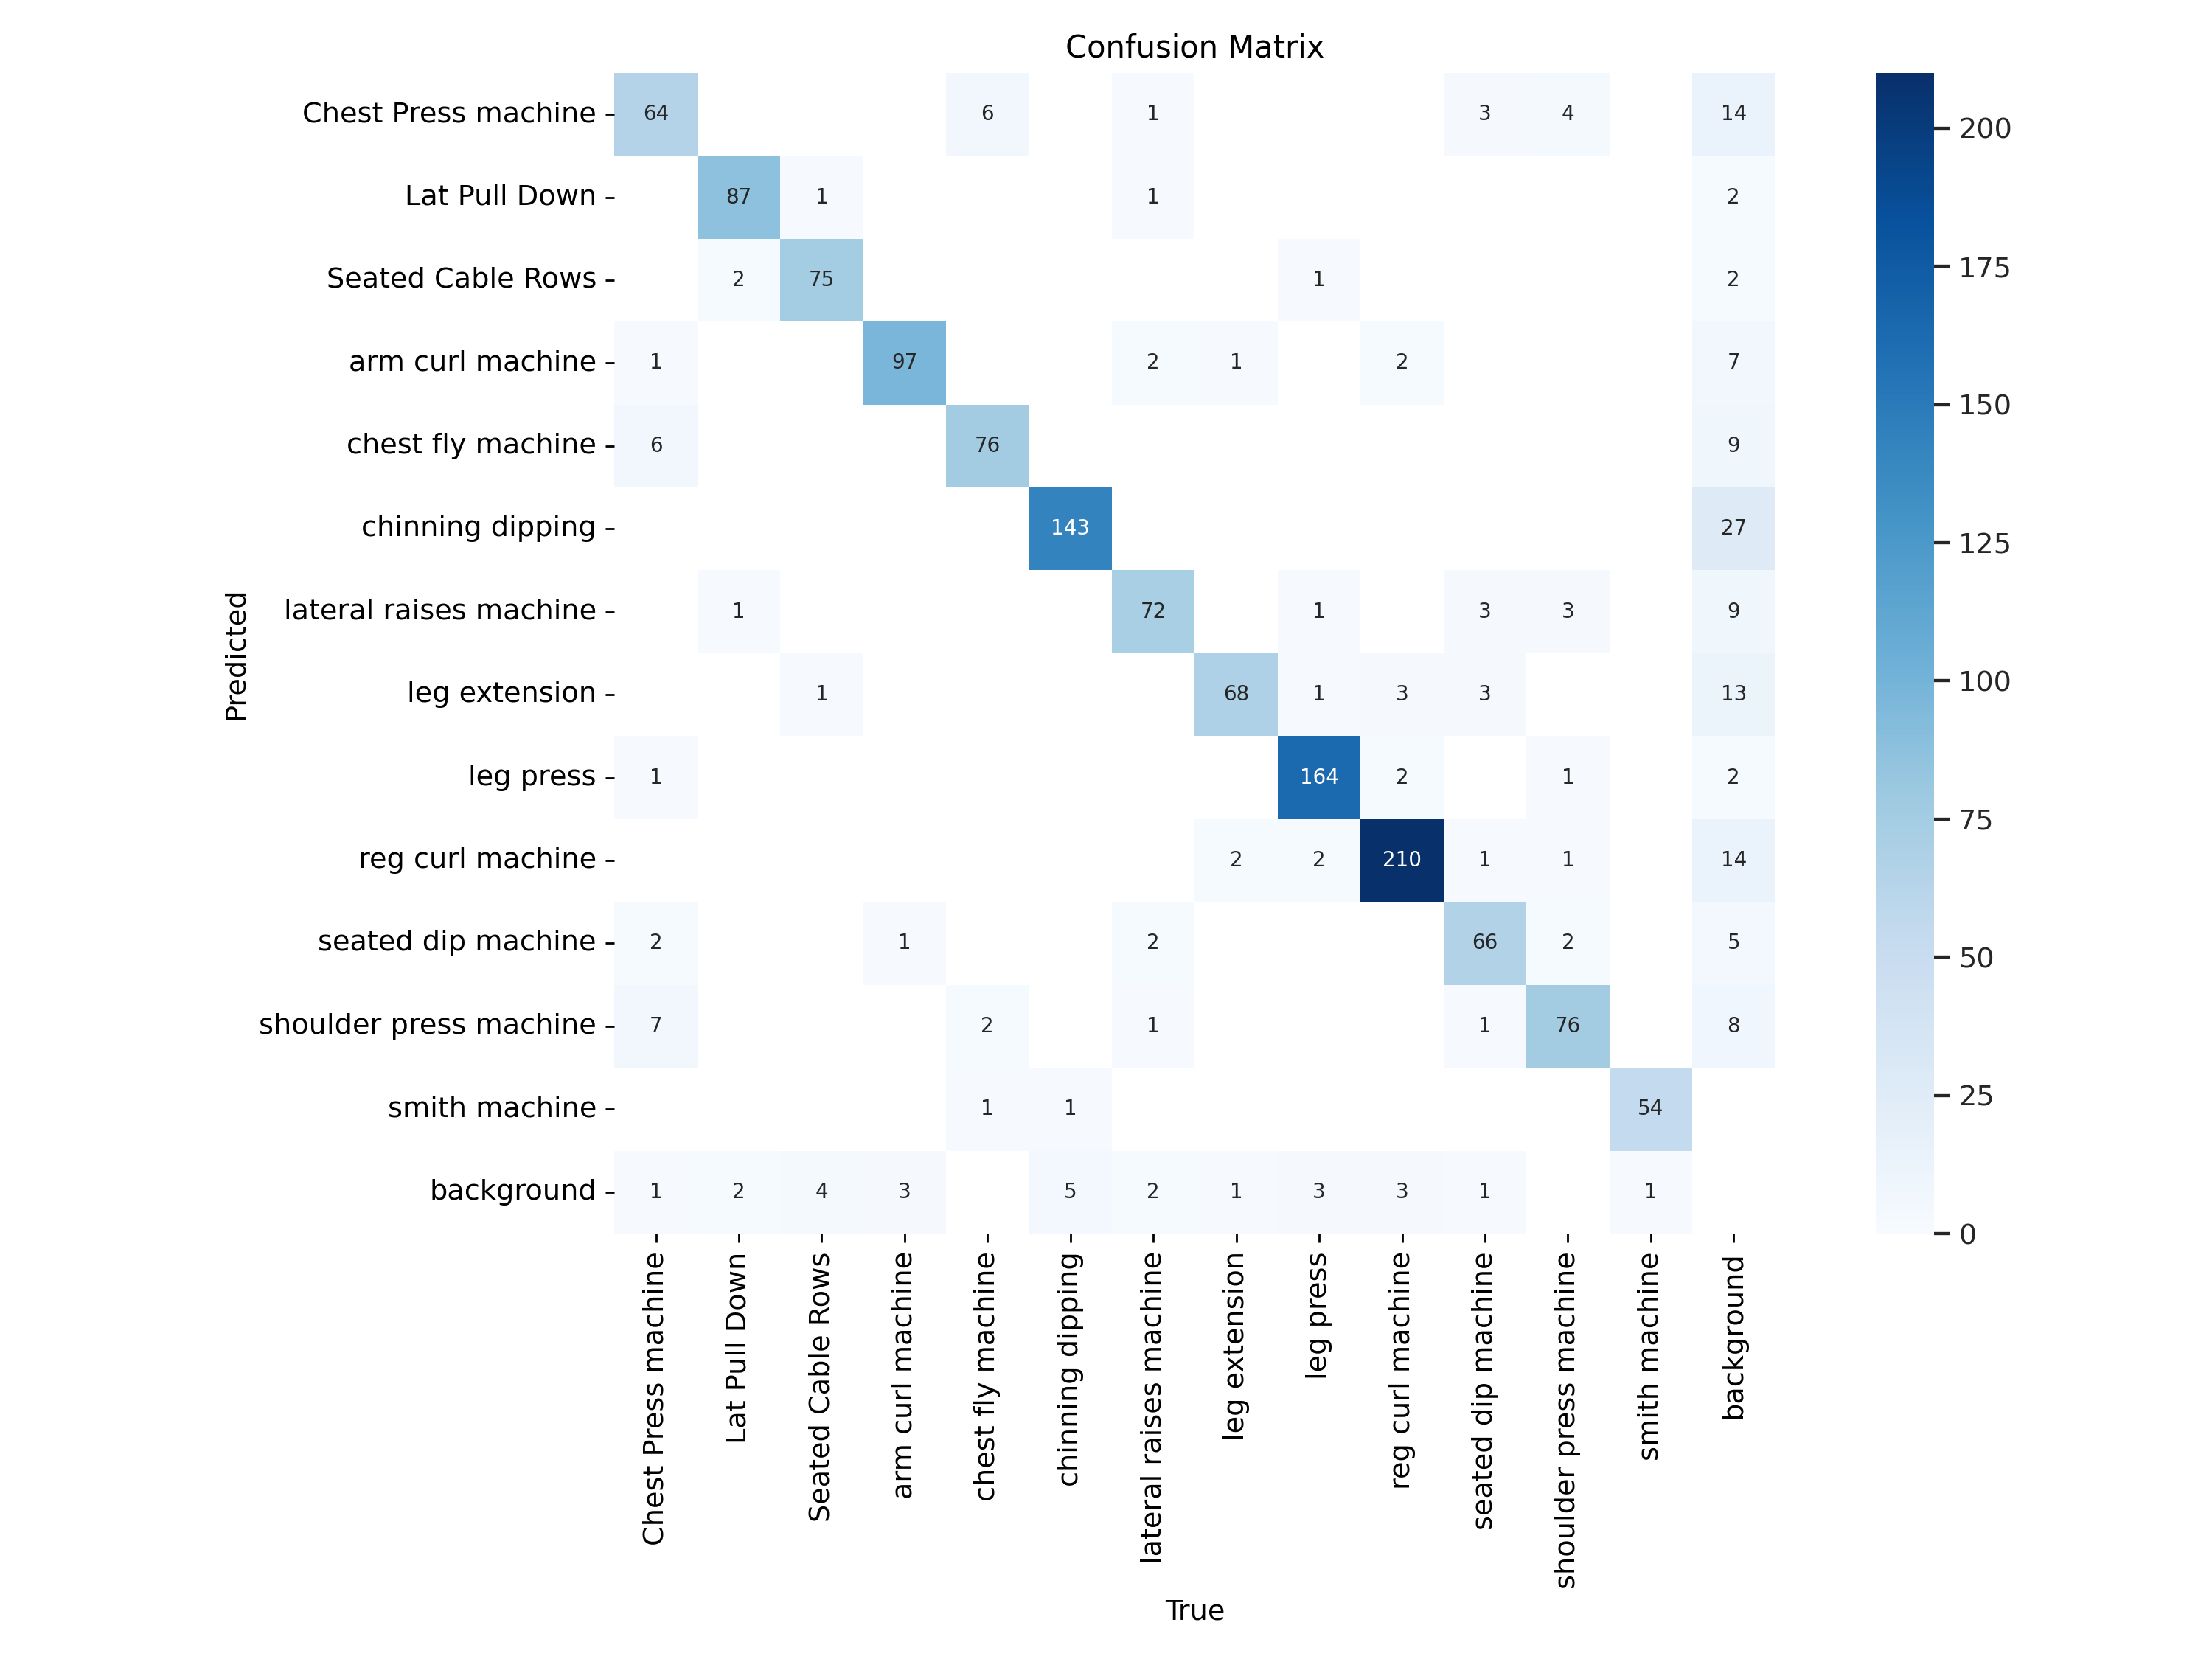 Confusion Matrix
Chest Press machine 64 6 1 3 4 14
Lat Pull Down 87 1 1 2
Seated Cable Rows 2 75 1 2
arm curl machine 1 97 2 1 2 7
chest fly machine 6 76 9
chinning dipping 143 27
lateral raises machine 1 72 1 3 3 9
leg extension 1 68 1 3 3 13
leg press 1 164 2 1 2
reg curl machine 2 2 210 1 1 14
seated dip machine 2 1 2 66 2 5
shoulder press machine 7 2 1 1 76 8
smith machine 1 1 54
background 1 2 4 3 5 2 1 3 3 1 1
Predicted
Chest Press machine
Lat Pull Down
Seated Cable Rows
arm curl machine
chest fly machine
chinning dipping
lateral raises machine
leg extension
leg press
reg curl machine
seated dip machine
shoulder press machine
smith machine
background
True
200
175
150
125
100
75
50
25
0